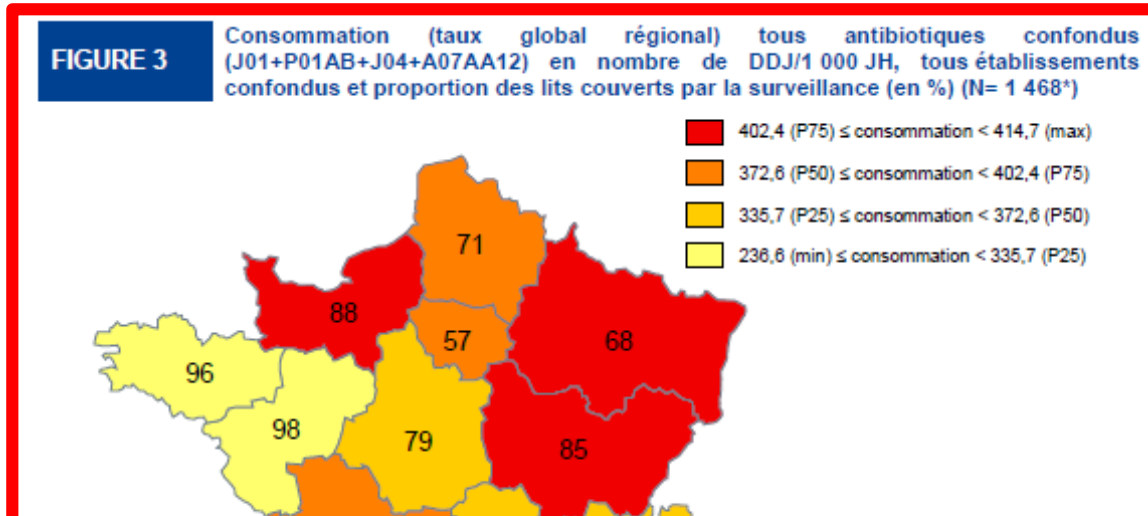 FIGURE 3
Consommation (taux global régional) tous antibiotiques confondus
(J01+P01AB+J04+A07AA12) en nombre de DDJ/1 000 JH, tous établissements
confondus et proportion des lits couverts par la surveillance (en %) (N= 1 468*)
402,4 (P75) ≤ consommation < 414,7 (max)
372,6 (P50) ≤ consommation < 402,4 (P75)
335,7 (P25) ≤ consommation < 372,6 (P50)
236,6 (min) ≤ consommation < 335,7 (P25)
71
88
57
68
96
98
79
85